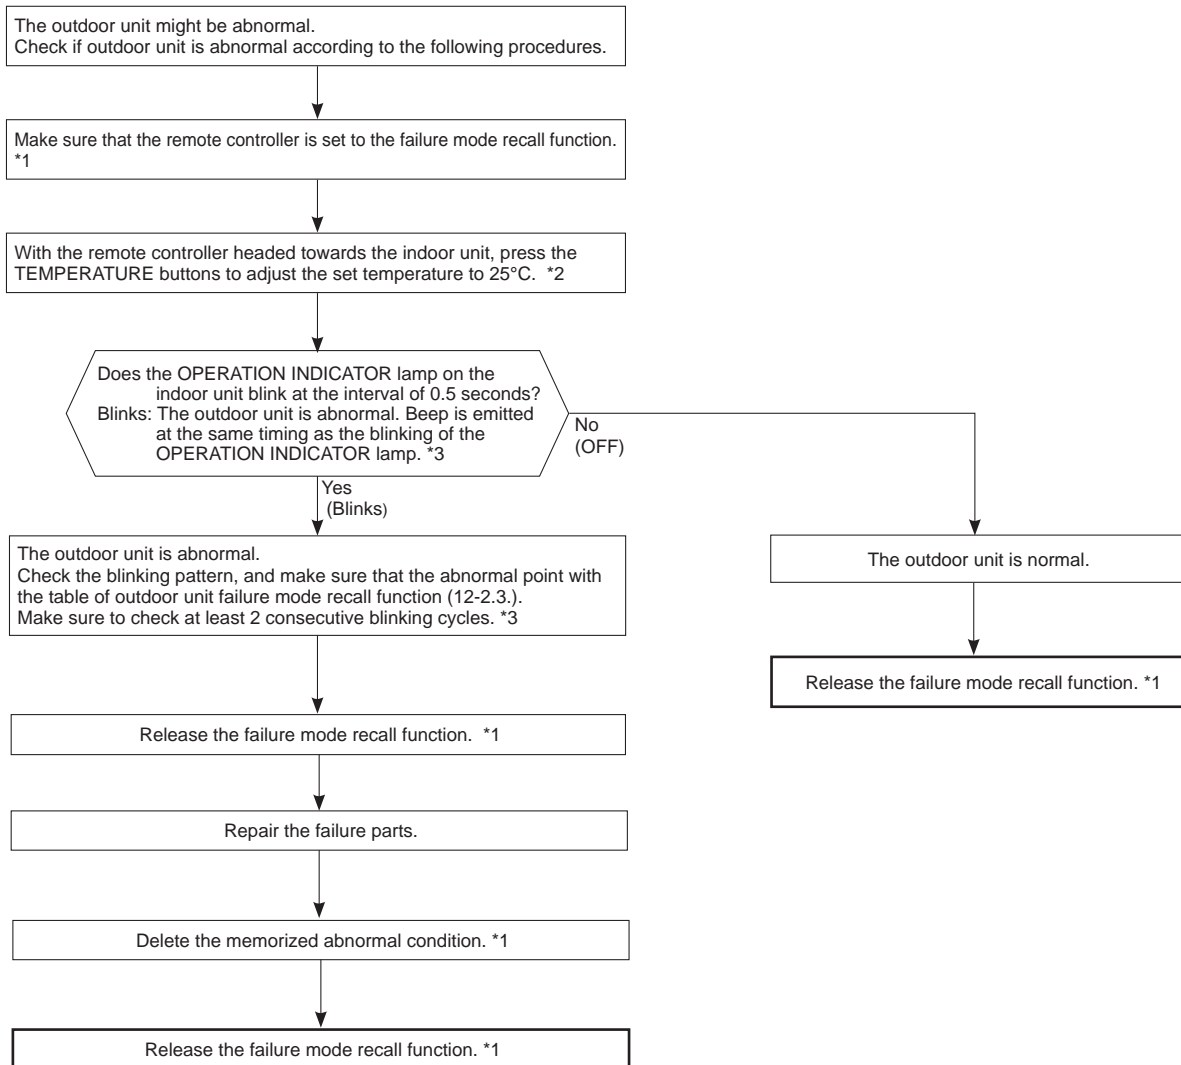 The outdoor unit might be abnormal.
Check if outdoor unit is abnormal according to the following procedures.
Make sure that the remote controller is set to the failure mode recall function.
*1
With the remote controller headed towards the indoor unit, press the
TEMPERATURE buttons to adjust the set temperature to 25°C. *2
Does the OPERATION INDICATOR lamp on the
indoor unit blink at the interval of 0.5 seconds?
Blinks: The outdoor unit is abnormal. Beep is emitted
at the same timing as the blinking of the
OPERATION INDICATOR lamp. *3
No
(OFF)
Yes
(Blinks)
The outdoor unit is abnormal.
Check the blinking pattern, and make sure that the abnormal point with
the table of outdoor unit failure mode recall function (12-2.3.).
Make sure to check at least 2 consecutive blinking cycles. *3
The outdoor unit is normal.
Release the failure mode recall function. *1
Release the failure mode recall function. *1
Repair the failure parts.
Delete the memorized abnormal condition. *1
Release the failure mode recall function. *1